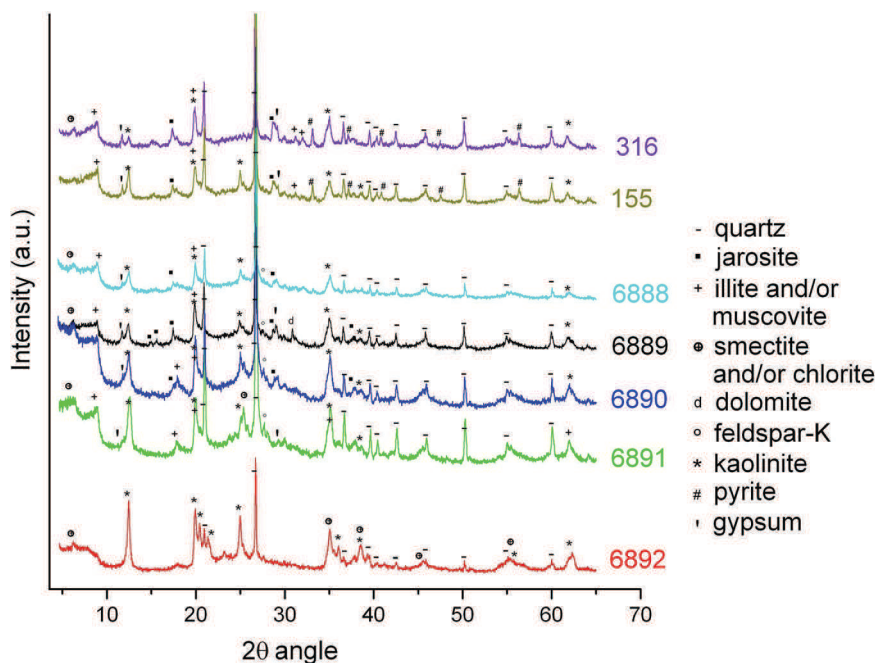 316
155
6888
6889
6890
6891
6892
Intensity (a.u.)
10 20 30 40 50 60 70
2θ angle
- quartz
▪ jarosite
+ illite and/or
muscovite
⊕ smectite
and/or chlorite
d dolomite
○ feldspar-K
* kaolinite
# pyrite
' gypsum